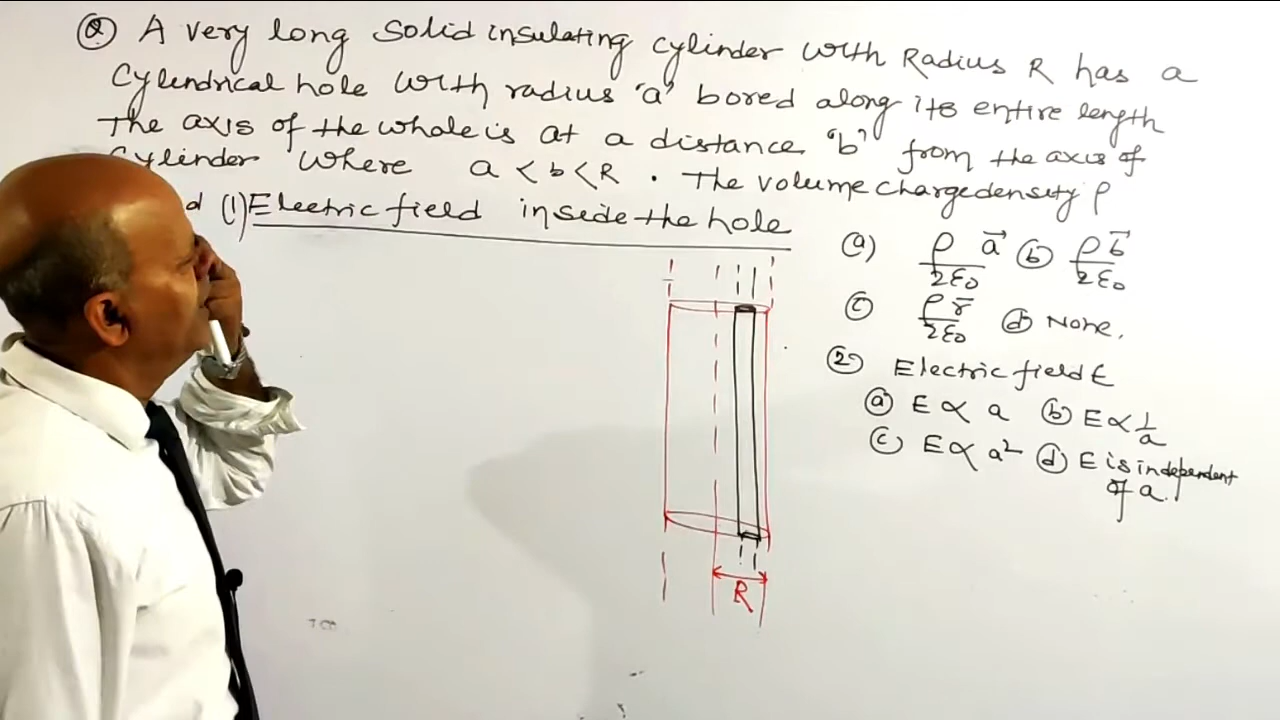 Q A very long Solid insulating cylinder with Radius R has a
Cylindrical hole with radius 'a' bored along its entire length
The axis of the whole is at a distance 'b' from the axis of
Cylinder where a < b < R . The volume charge density ρ
(1) Electric field inside the hole
(a) ρ/2ε₀ a⃗ (b) ρb⃗/2ε₀
(c) ρr⃗/2ε₀ (d) None.
(2) Electric field E
(a) E ∝ a (b) E ∝ 1/a
(c) E ∝ a² (d) E is independent
of a.
R